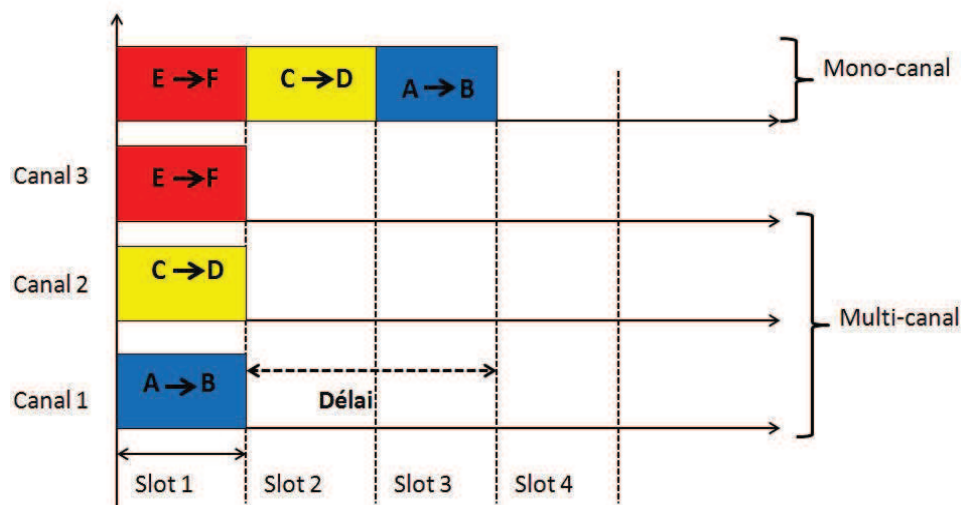 E → F
C → D
A → B
Mono-canal
Canal 3
E → F
Canal 2
C → D
Multi-canal
Canal 1
A → B
Délai
Slot 1
Slot 2
Slot 3
Slot 4